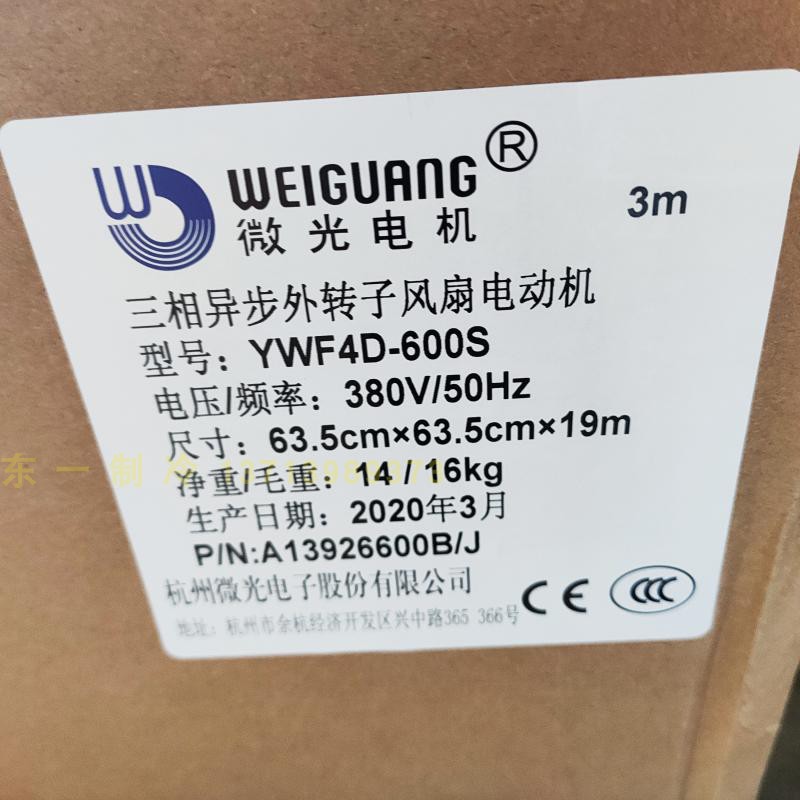 WEIGUANG®
微光电机
3m
三相异步外转子风扇电动机
型号：YWF4D-600S
电压/频率：380V/50Hz
尺寸：63.5cm×63.5cm×19m
东一制冷
净重/毛重：14 / 16kg
生产日期：2020年3月
P/N:A13926600B/J
杭州微光电子股份有限公司
CE CCC
地址：杭州市余杭经济开发区兴中路365 366号